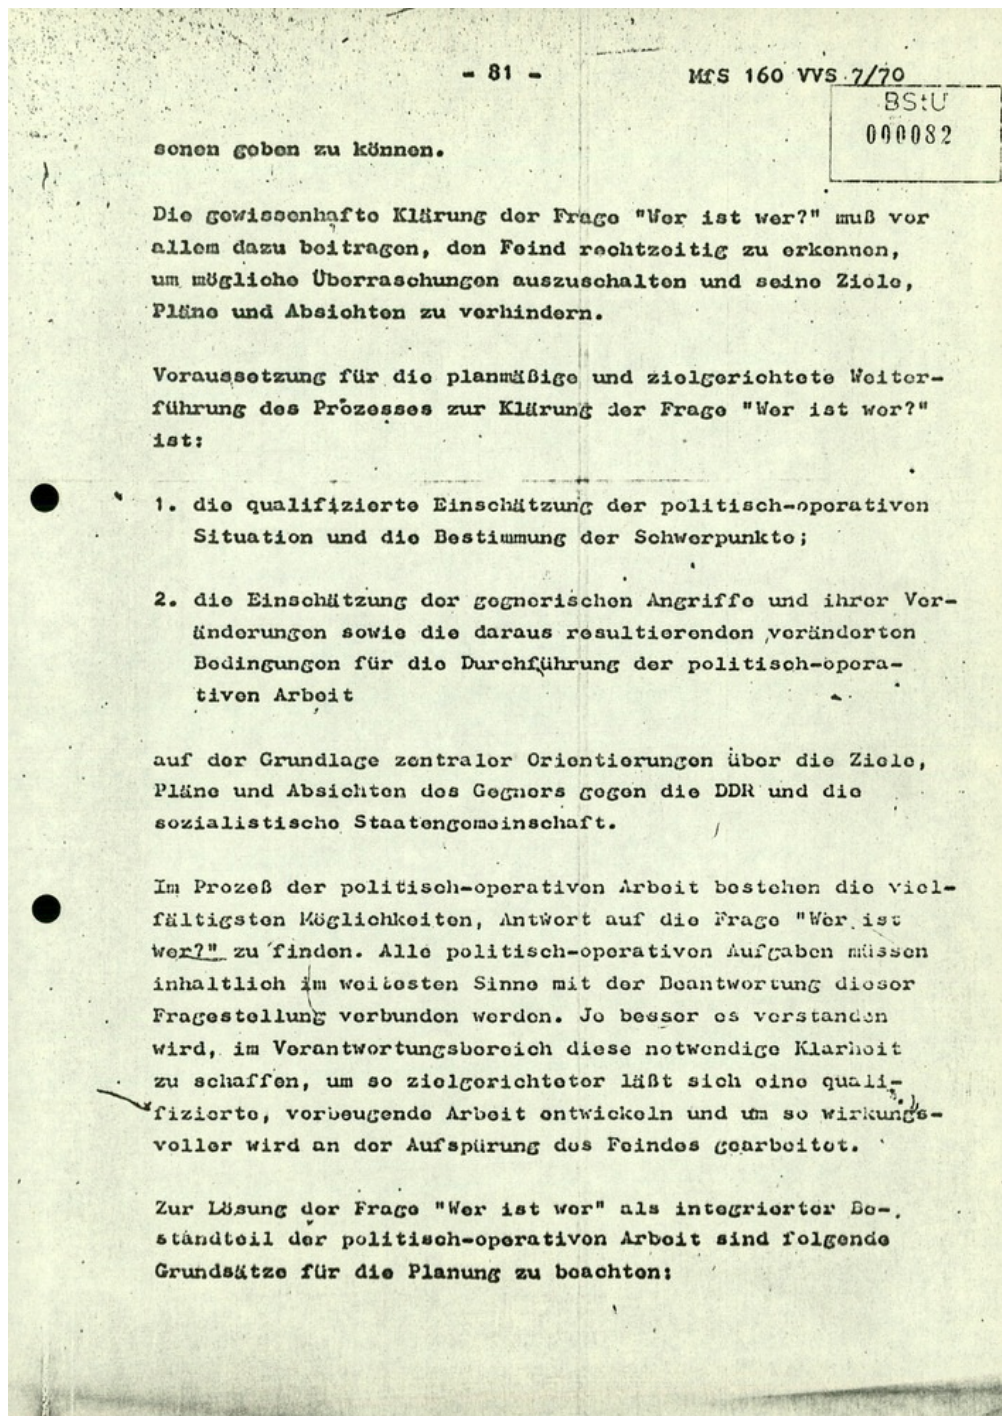 - 81 -
MfS 160 VVS 7/70
BStU
000082
sonen geben zu können.
Die gewissenhafte Klärung der Frage "Wer ist wer?" muß vor
allem dazu beitragen, den Feind rechtzeitig zu erkennen,
um mögliche Überraschungen auszuschalten und seine Ziele,
Pläne und Absichten zu verhindern.
Voraussetzung für die planmäßige und zielgerichtete Weiter-
führung des Prozesses zur Klärung der Frage "Wer ist wer?"
ist:
1. die qualifizierte Einschätzung der politisch-operativen
Situation und die Bestimmung der Schwerpunkte;
2. die Einschätzung der gegnerischen Angriffe und ihrer Ver-
änderungen sowie die daraus resultierenden veränderten
Bedingungen für die Durchführung der politisch-opera-
tiven Arbeit
auf der Grundlage zentraler Orientierungen über die Ziele,
Pläne und Absichten des Gegners gegen die DDR und die
sozialistische Staatengemeinschaft.
Im Prozeß der politisch-operativen Arbeit bestehen die viel-
fältigsten Möglichkeiten, Antwort auf die Frage "Wer ist
wer?" zu finden. Alle politisch-operativen Aufgaben müssen
inhaltlich im weitesten Sinne mit der Beantwortung dieser
Fragestellung verbunden werden. Je besser es verstanden
wird, im Verantwortungsbereich diese notwendige Klarheit
zu schaffen, um so zielgerichteter läßt sich eine quali-
fizierte, vorbeugende Arbeit entwickeln und um so wirkungs-
voller wird an der Aufspürung des Feindes gearbeitet.
Zur Lösung der Frage "Wer ist wer" als integrierter Be-
standteil der politisch-operativen Arbeit sind folgende
Grundsätze für die Planung zu beachten: